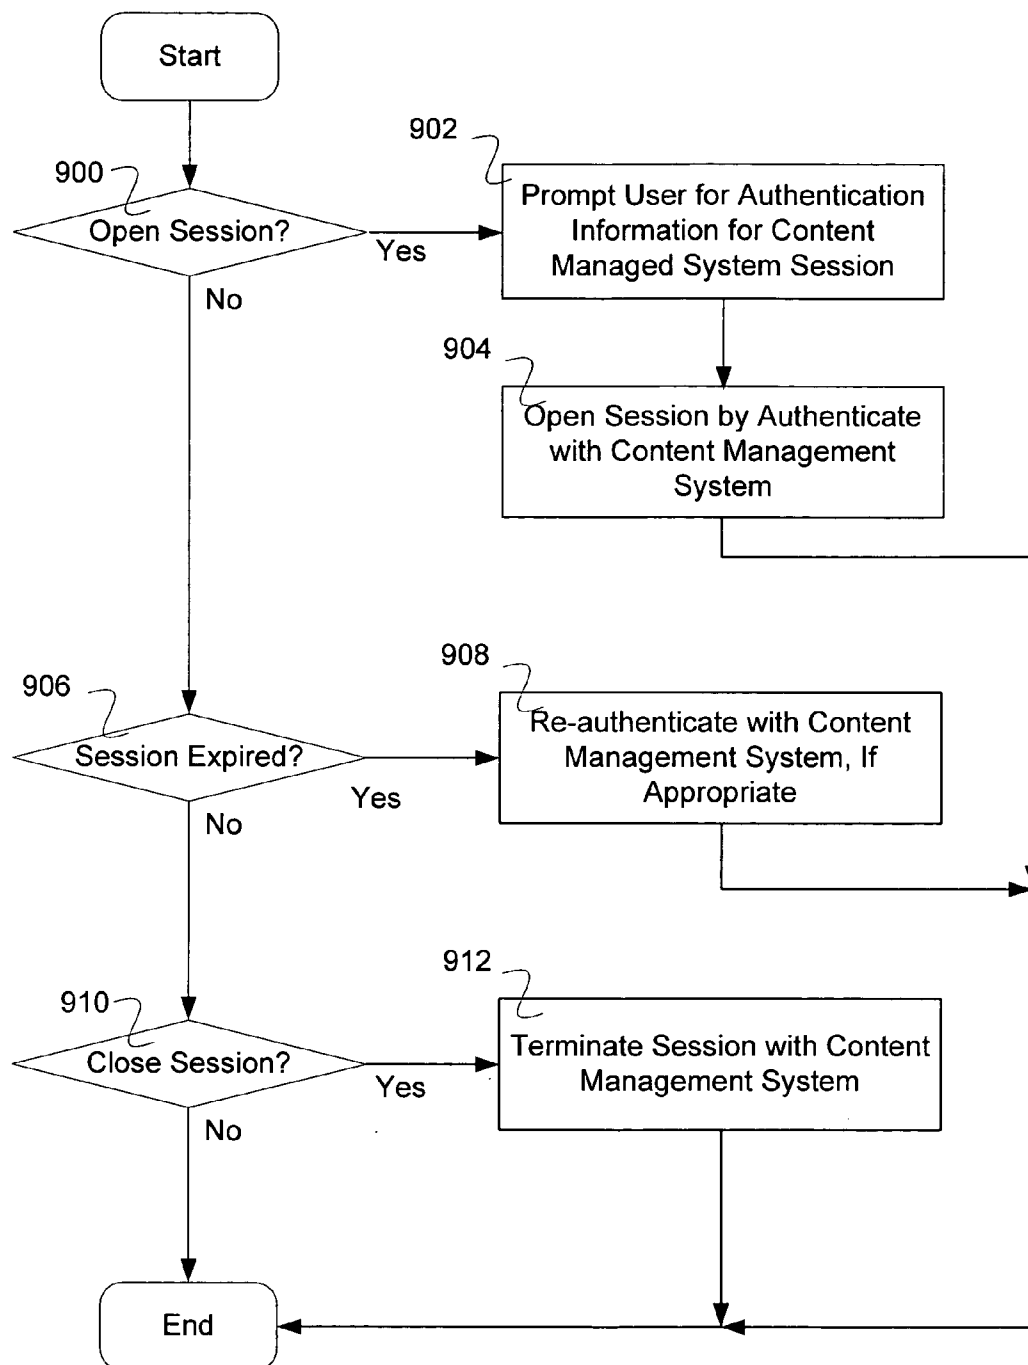 Start
900
Open Session?
Yes
No
902
Prompt User for Authentication
Information for Content
Managed System Session
904
Open Session by Authenticate
with Content Management
System
906
Session Expired?
Yes
No
908
Re-authenticate with Content
Management System, If
Appropriate
910
Close Session?
Yes
No
912
Terminate Session with Content
Management System
End